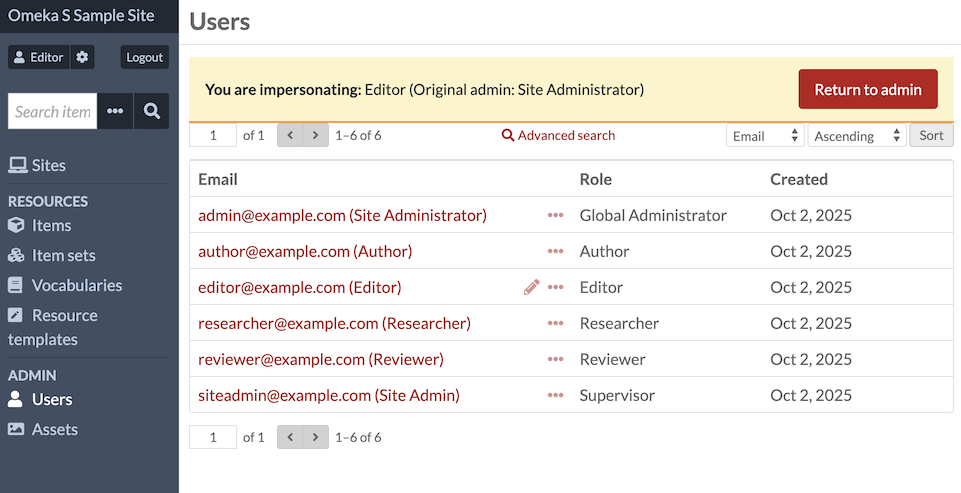 Omeka S Sample Site
Editor
Logout
Search item
Sites
RESOURCES
Items
Item sets
Vocabularies
Resource
templates
ADMIN
Users
Assets
Users
You are impersonating: Editor (Original admin: Site Administrator)
Return to admin
1 of 1 1–6 of 6 Advanced search Email Ascending Sort
Email Role Created
admin@example.com (Site Administrator) Global Administrator Oct 2, 2025
author@example.com (Author) Author Oct 2, 2025
editor@example.com (Editor) Editor Oct 2, 2025
researcher@example.com (Researcher) Researcher Oct 2, 2025
reviewer@example.com (Reviewer) Reviewer Oct 2, 2025
siteadmin@example.com (Site Admin) Supervisor Oct 2, 2025
1 of 1 1–6 of 6